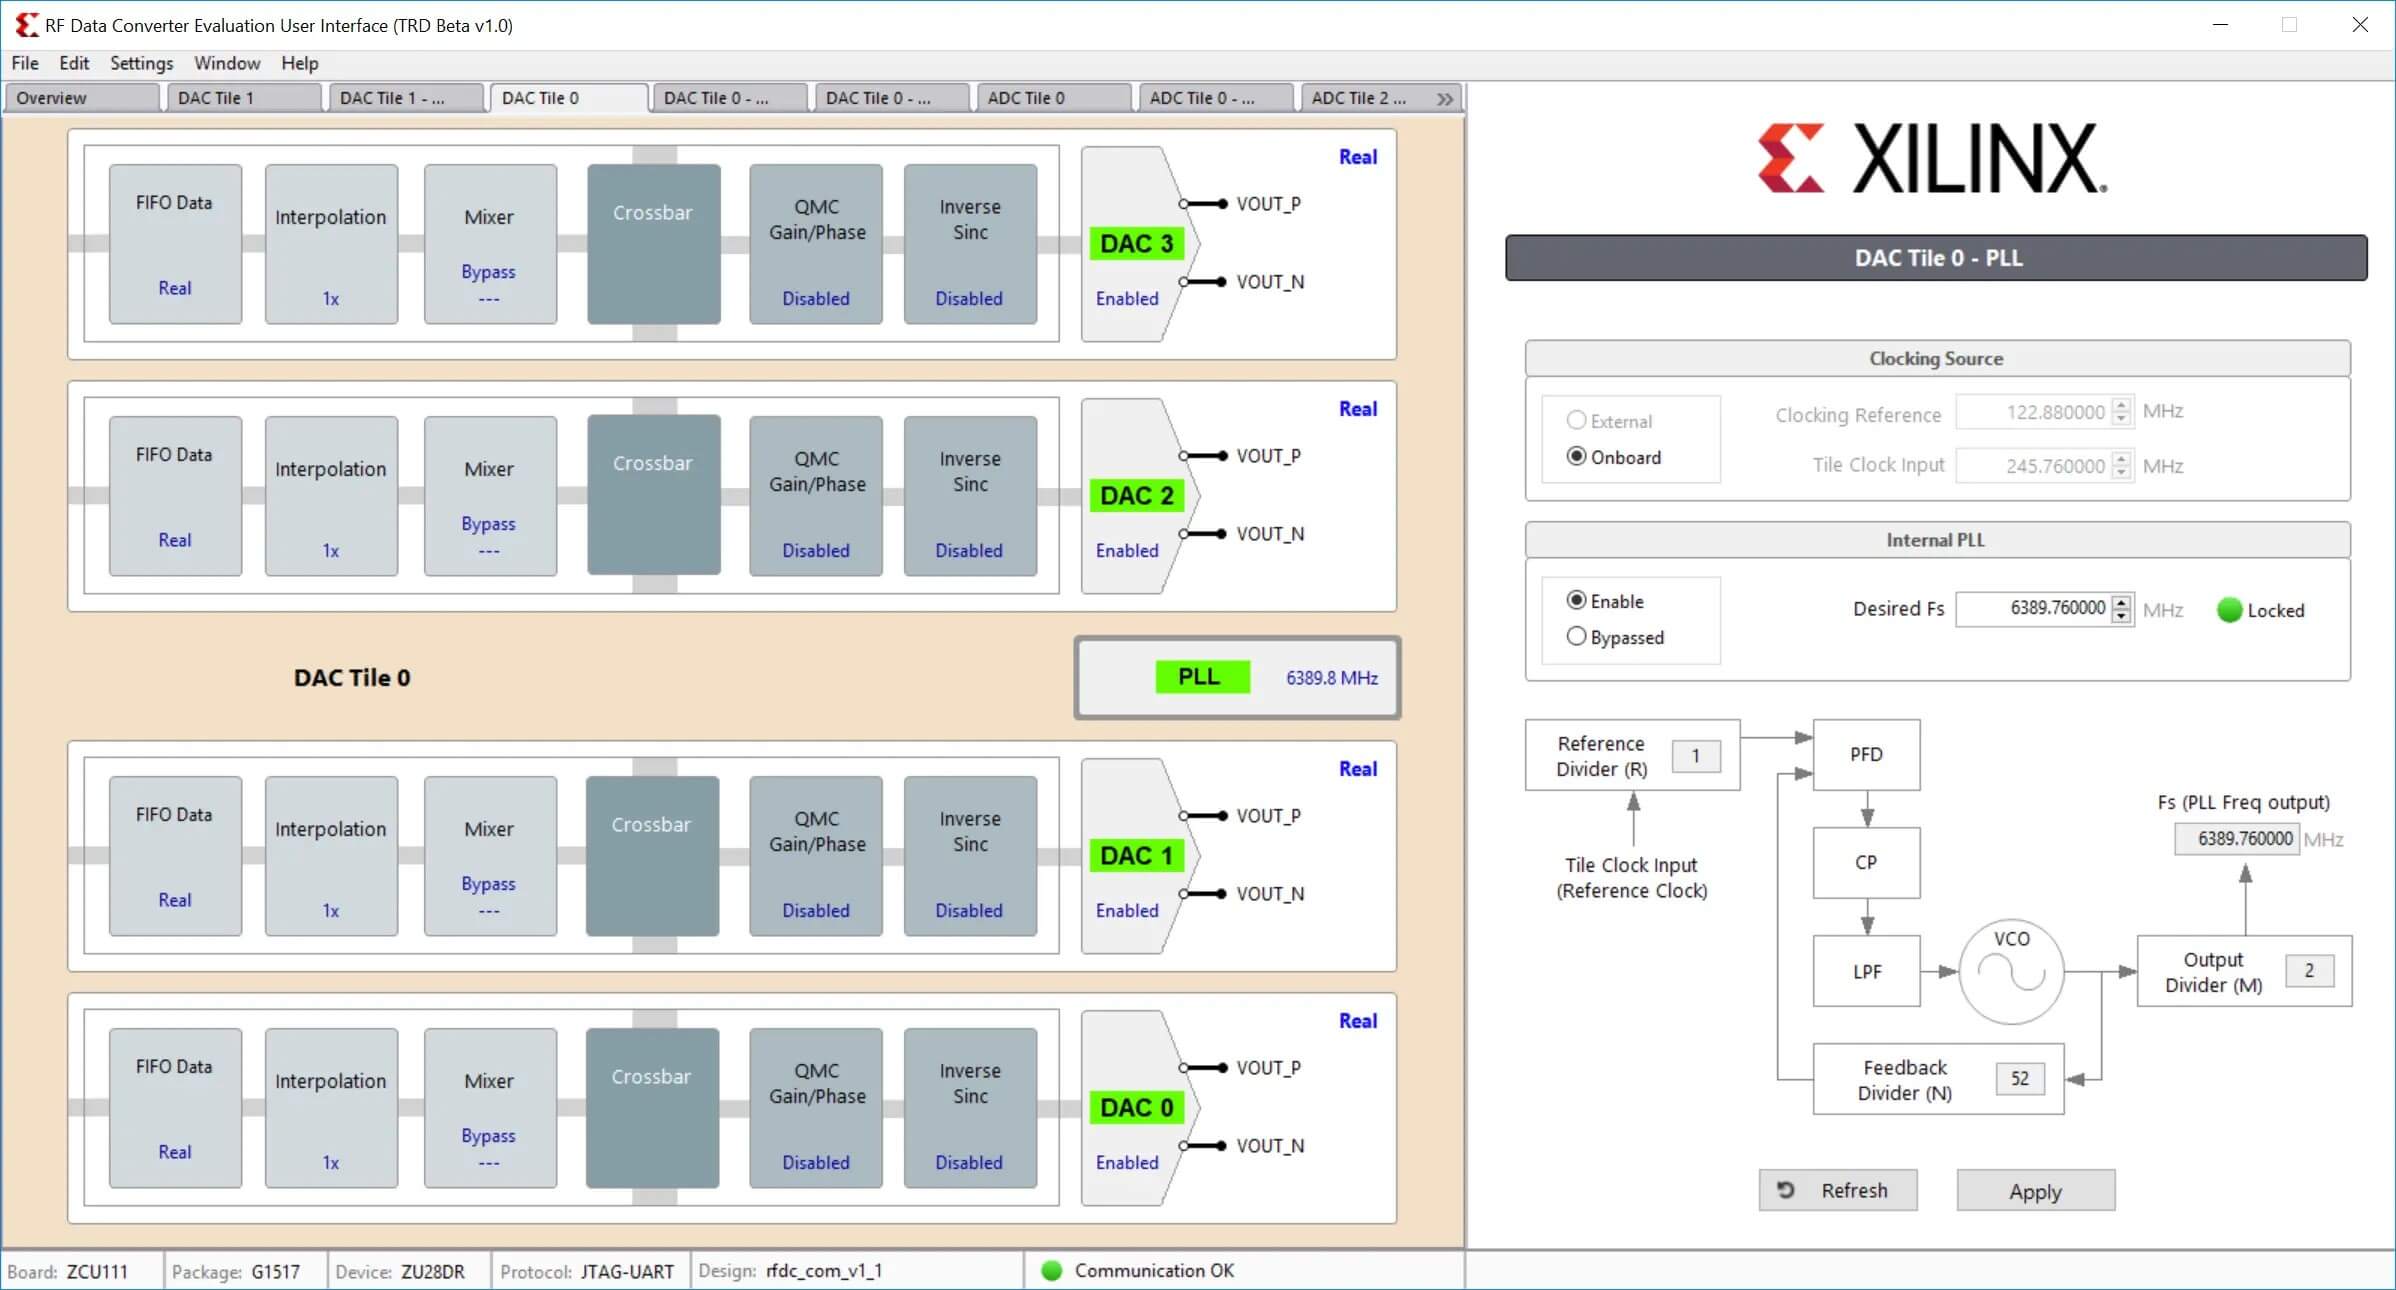 RF Data Converter Evaluation User Interface (TRD Beta v1.0)
File Edit Settings Window Help
Overview DAC Tile 1 DAC Tile 1 - ... DAC Tile 0 DAC Tile 0 - ... DAC Tile 0 - ... ADC Tile 0 ADC Tile 0 - ... ADC Tile 2 ... »
Real
FIFO Data
Real
Interpolation
1x
Mixer
Bypass
---
Crossbar
QMC
Gain/Phase
Disabled
Inverse
Sinc
Disabled
DAC 3
Enabled
VOUT_P
VOUT_N
Real
FIFO Data
Real
Interpolation
1x
Mixer
Bypass
---
Crossbar
QMC
Gain/Phase
Disabled
Inverse
Sinc
Disabled
DAC 2
Enabled
VOUT_P
VOUT_N
DAC Tile 0
PLL 6389.8 MHz
Real
FIFO Data
Real
Interpolation
1x
Mixer
Bypass
---
Crossbar
QMC
Gain/Phase
Disabled
Inverse
Sinc
Disabled
DAC 1
Enabled
VOUT_P
VOUT_N
Real
FIFO Data
Real
Interpolation
1x
Mixer
Bypass
---
Crossbar
QMC
Gain/Phase
Disabled
Inverse
Sinc
Disabled
DAC 0
Enabled
VOUT_P
VOUT_N
XILINX®
DAC Tile 0 - PLL
Clocking Source
External
Onboard
Clocking Reference 122.880000 MHz
Tile Clock Input 245.760000 MHz
Internal PLL
Enable
Bypassed
Desired Fs 6389.760000 MHz Locked
Reference
Divider (R) 1
PFD
Tile Clock Input
(Reference Clock)
CP
Fs (PLL Freq output)
6389.760000 MHz
LPF
VCO
Output
Divider (M) 2
Feedback
Divider (N) 52
Refresh Apply
Board: ZCU111 Package: G1517 Device: ZU28DR Protocol: JTAG-UART Design: rfdc_com_v1_1 Communication OK